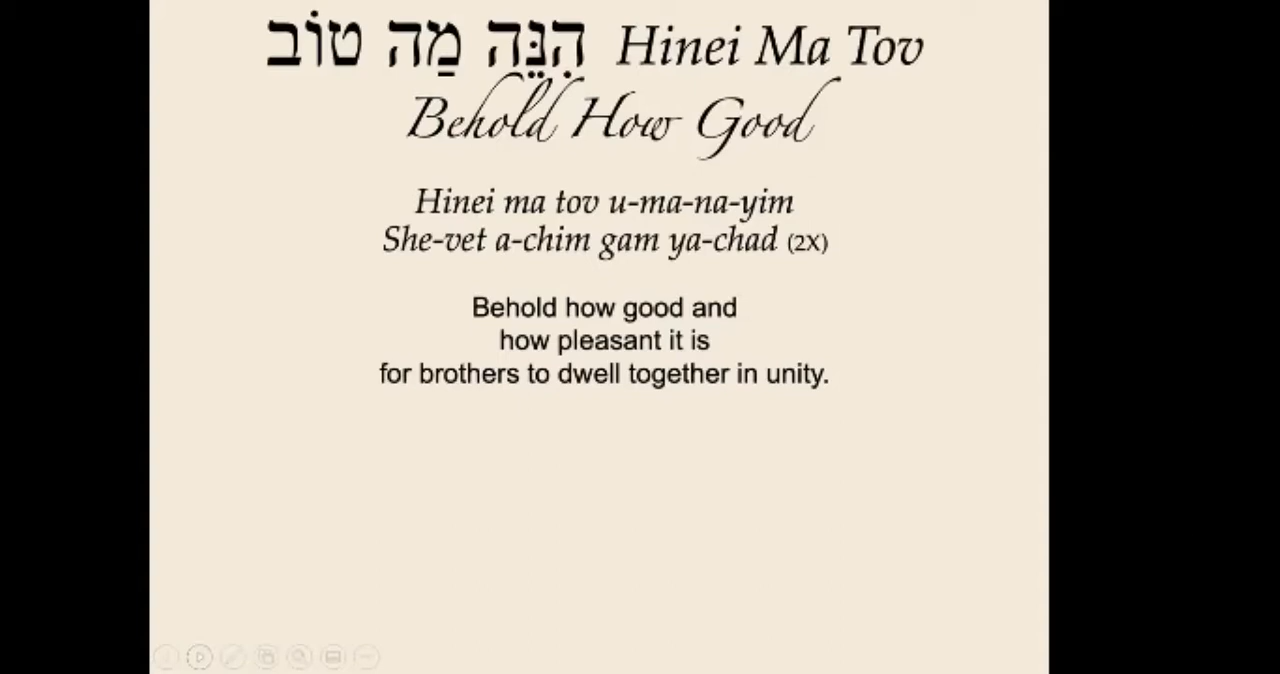 הִנֵּה מַה טוֹב Hinei Ma Tov
Behold How Good
Hinei ma tov u-ma-na-yim
She-vet a-chim gam ya-chad (2X)
Behold how good and
how pleasant it is
for brothers to dwell together in unity.